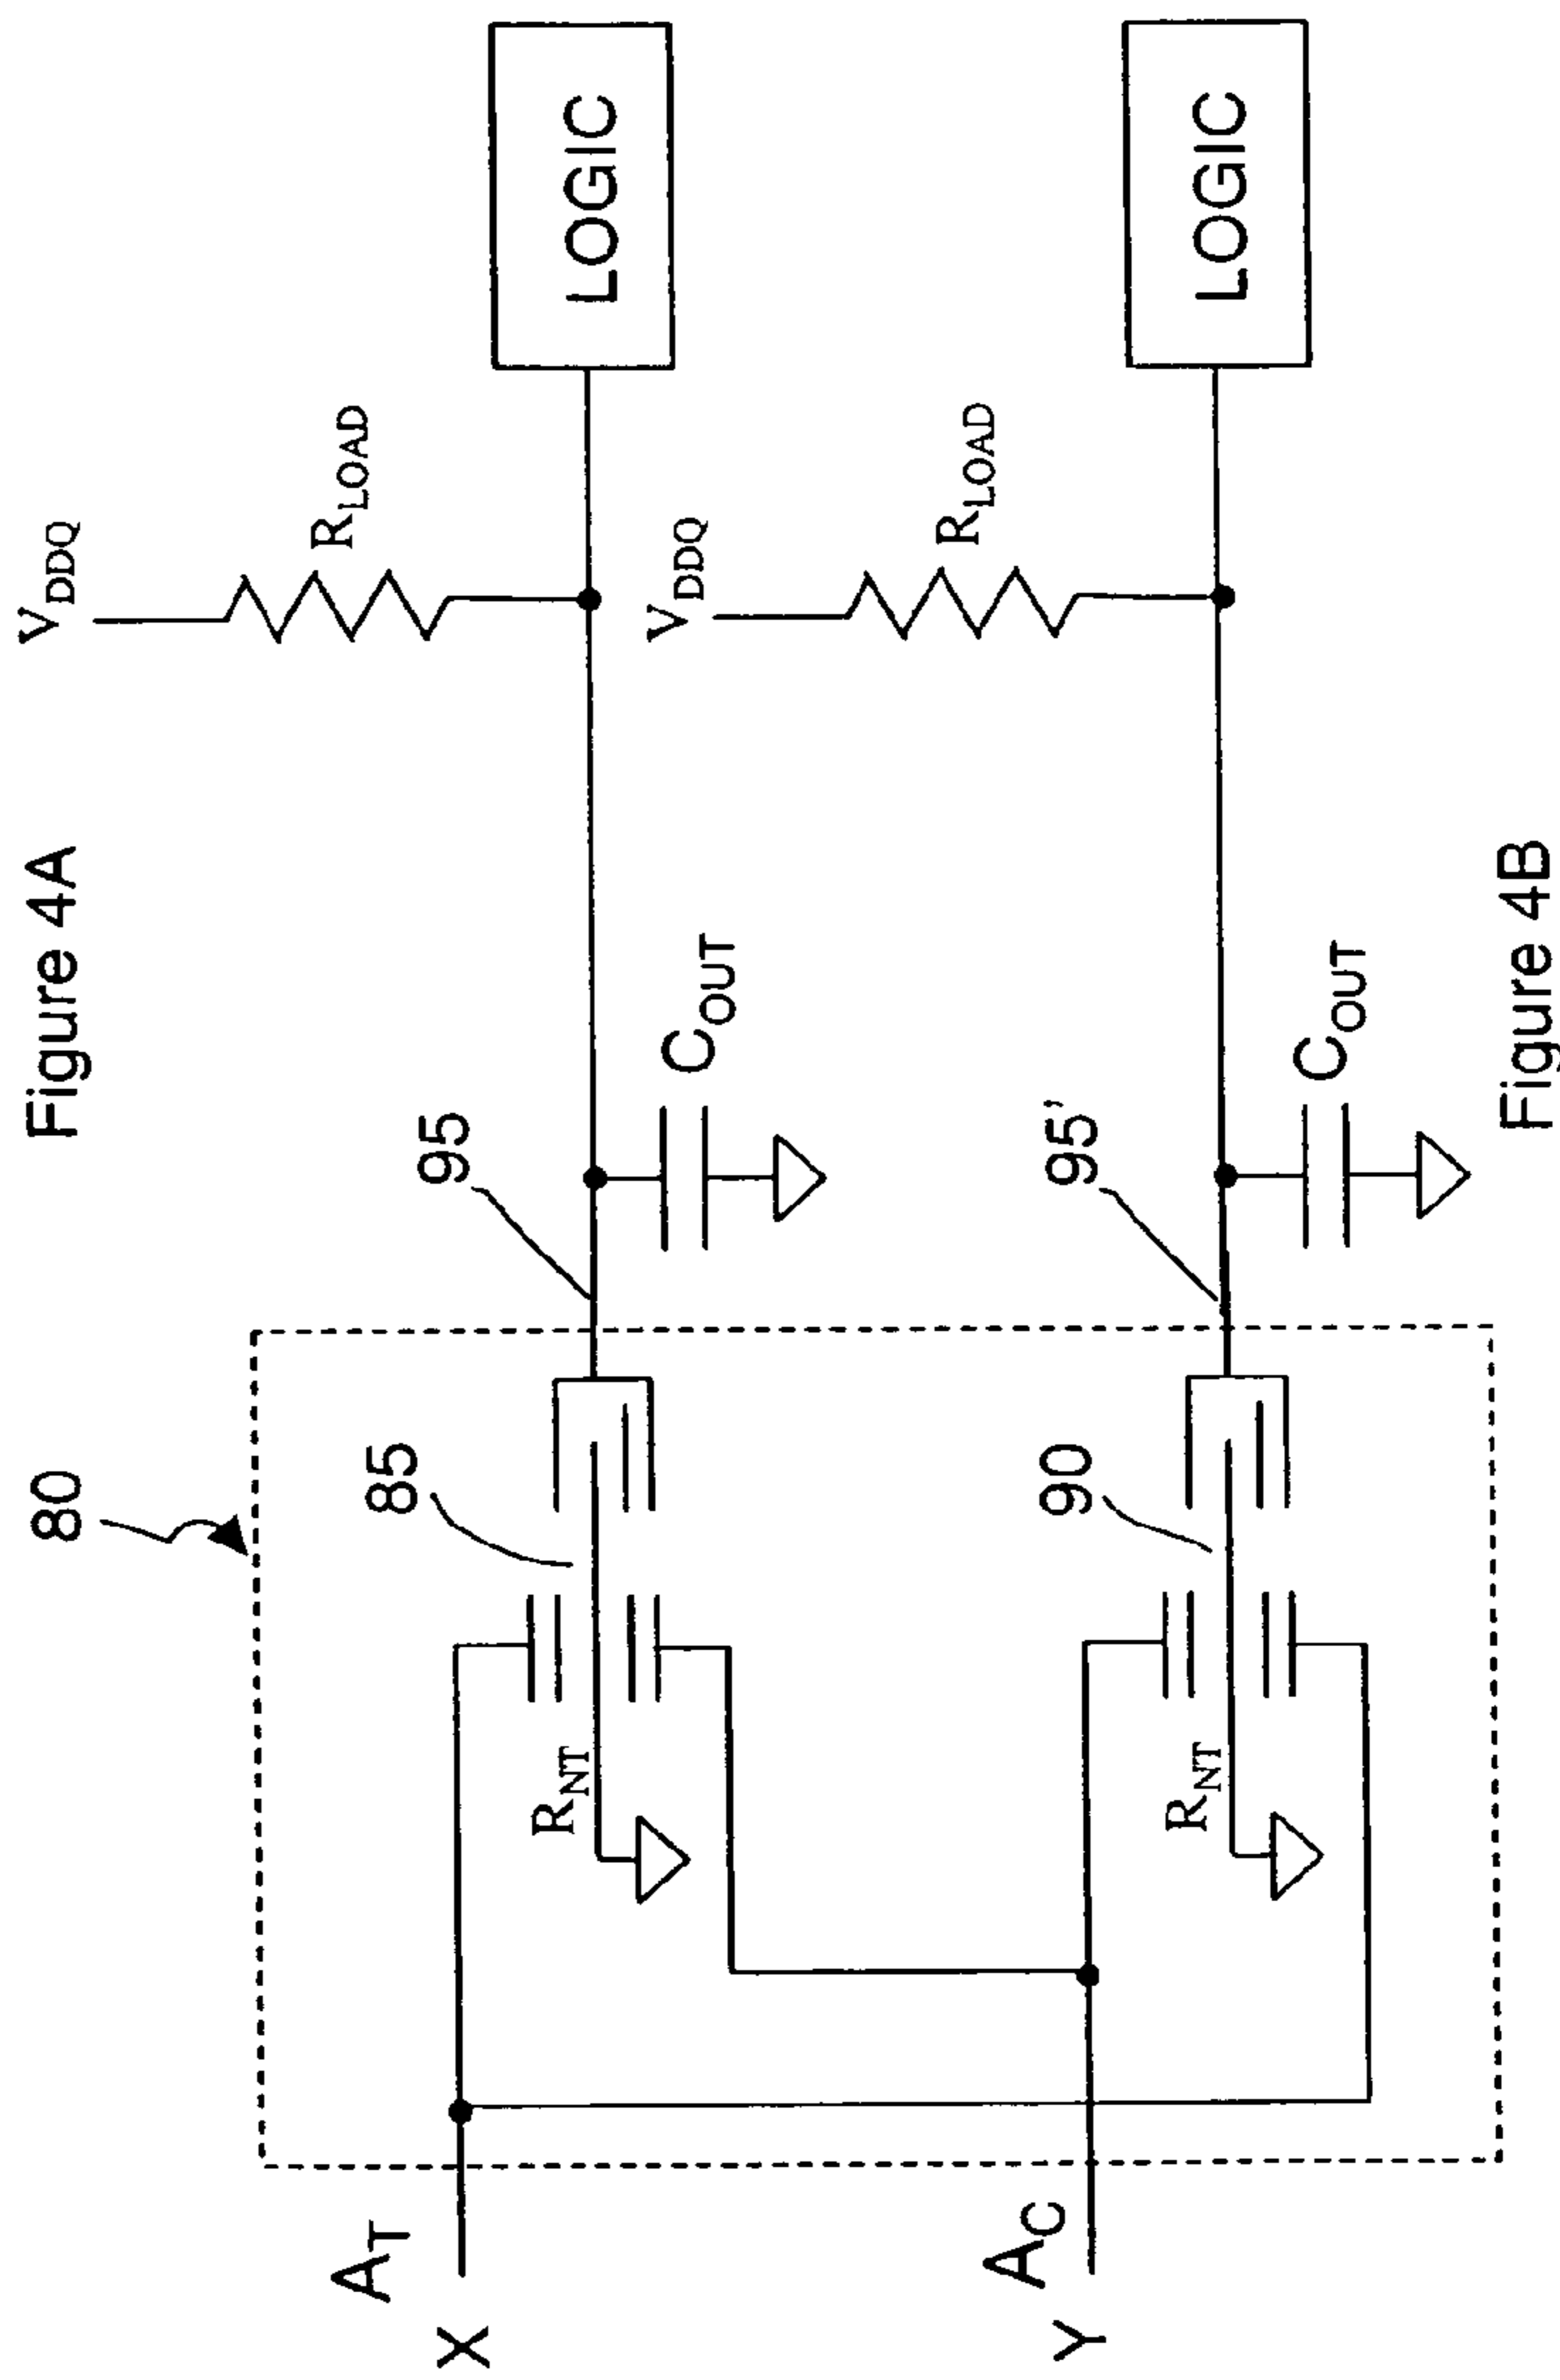 Figure 4A
80
V_DDQ
R_LOAD
85
95
LOGIC
A_T
X
R_NT
C_OUT
V_DDQ
R_LOAD
90
95'
LOGIC
A_C
Y
R_NT
C_OUT
Figure 4B